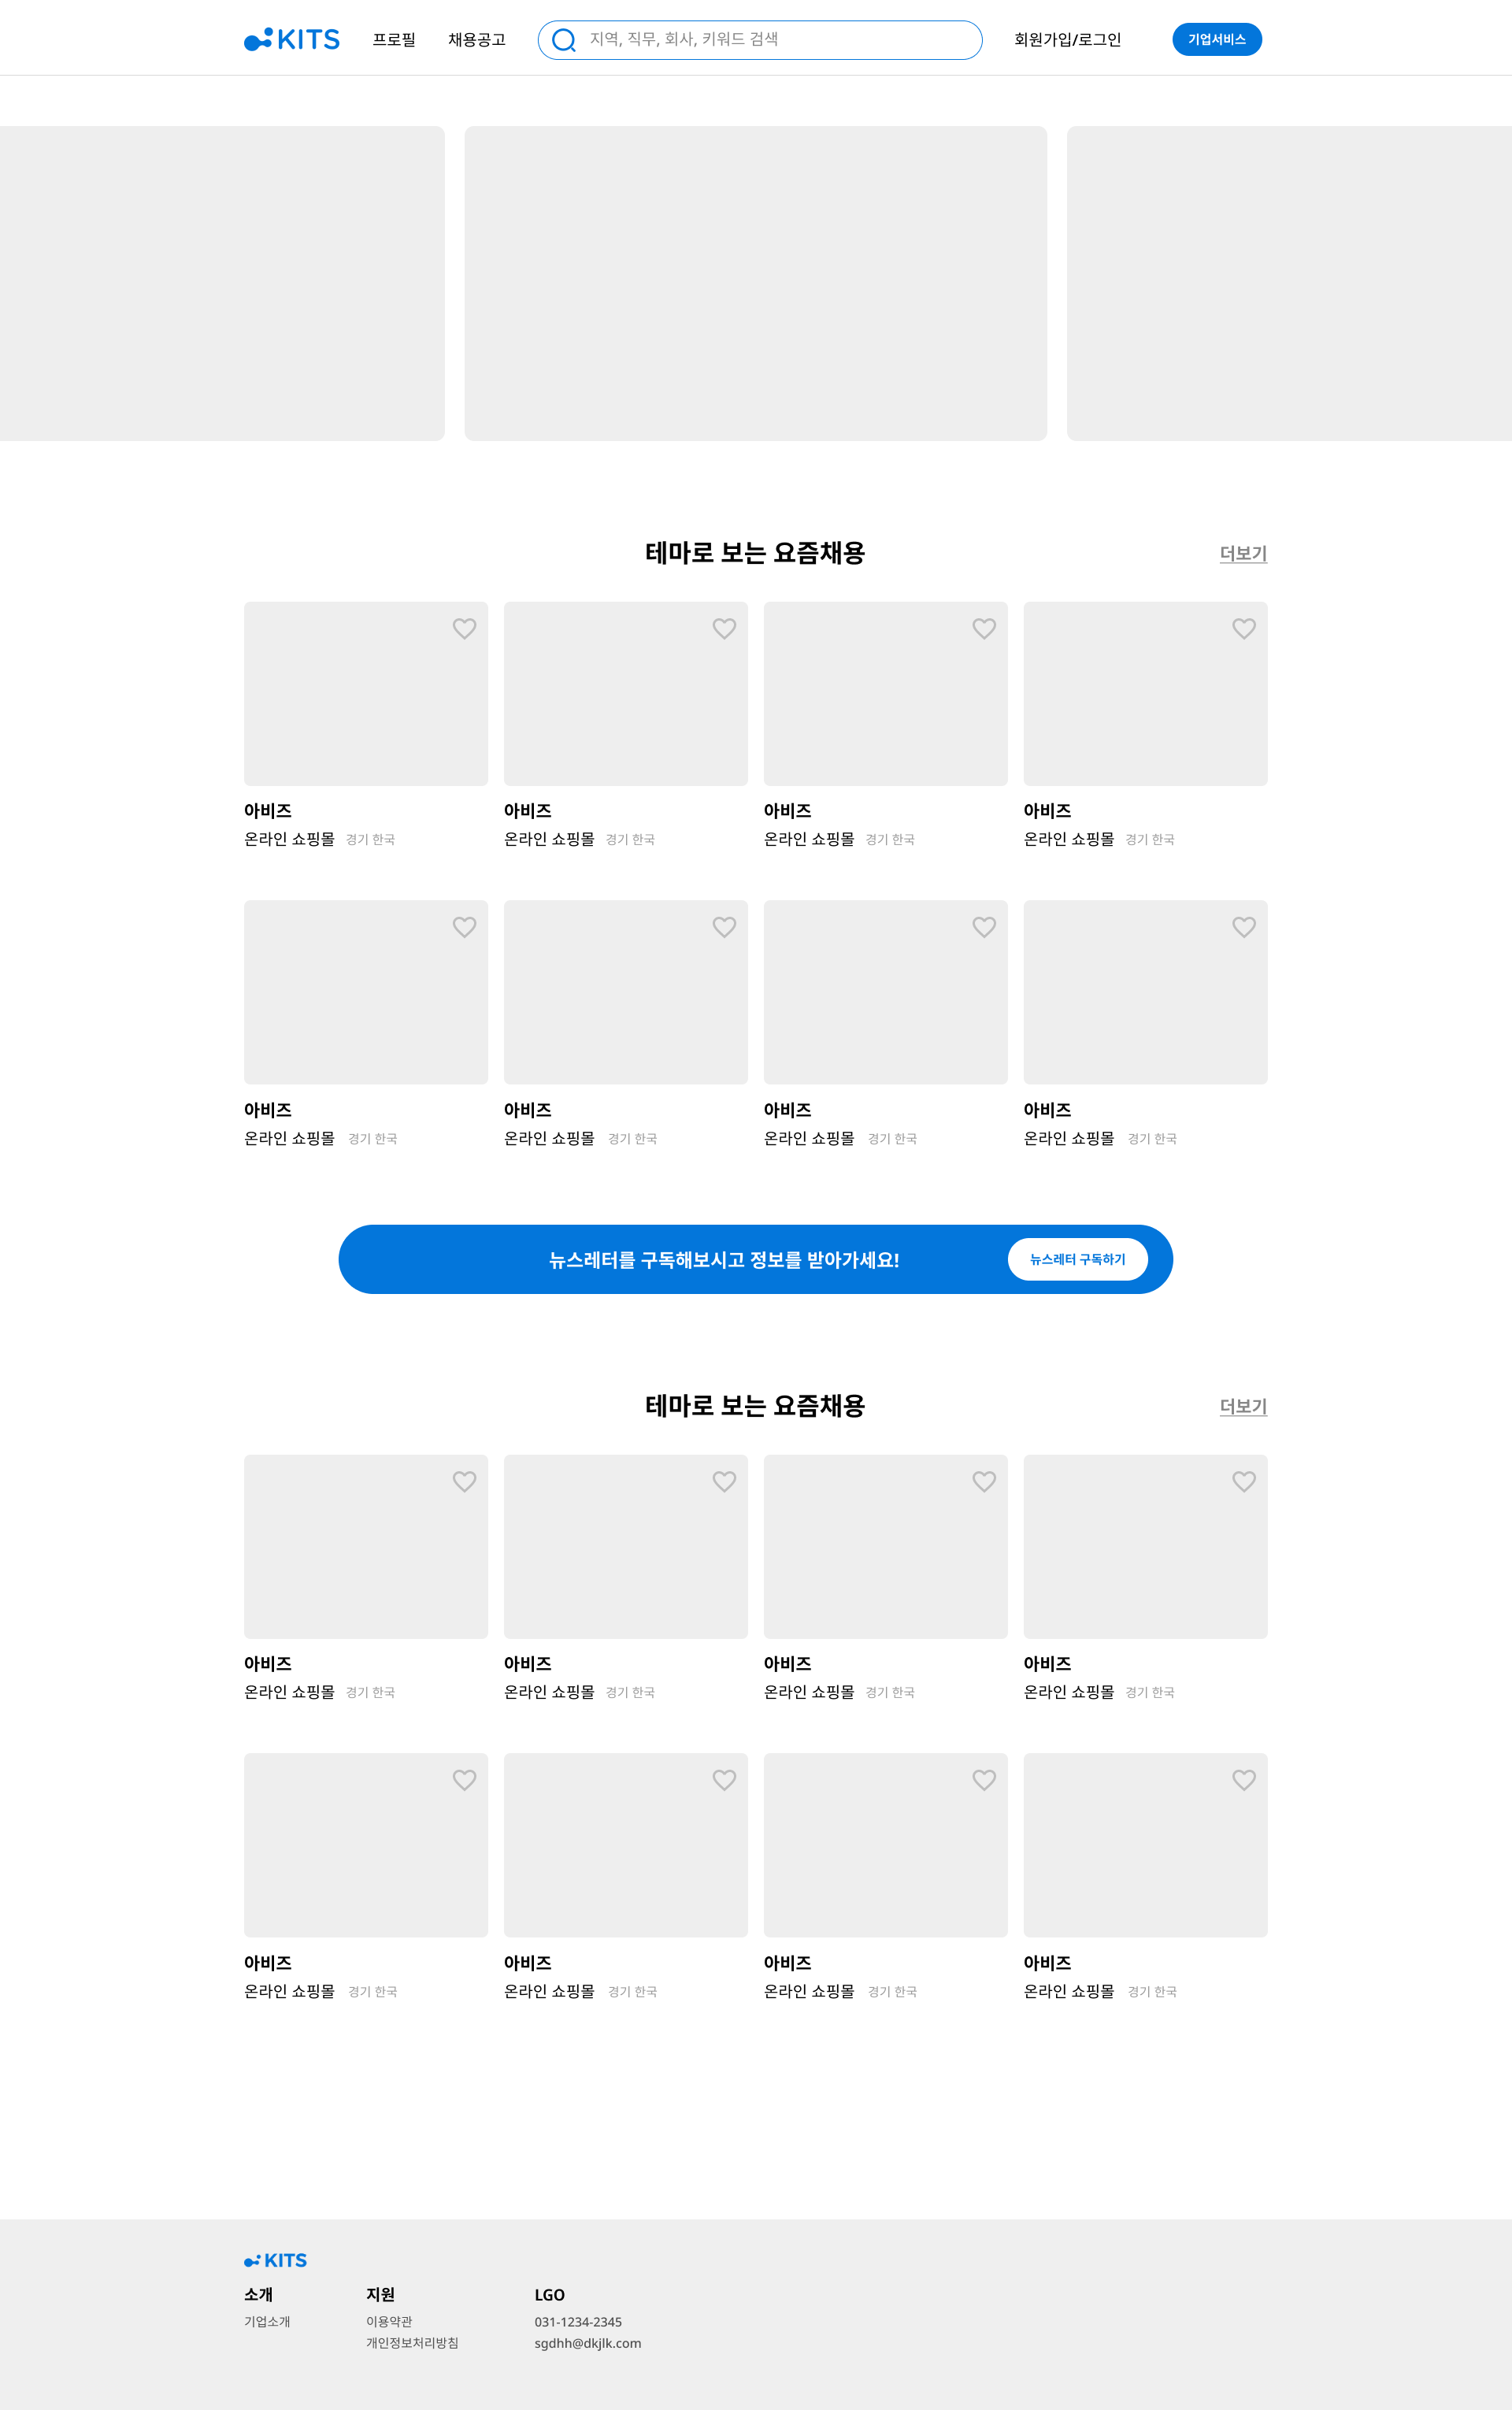 KITS 프로필 채용공고 지역, 직무, 회사, 키워드 검색 회원가입/로그인 기업서비스
테마로 보는 요즘채용 더보기
아비즈 아비즈 아비즈 아비즈
온라인 쇼핑몰 경기 한국 온라인 쇼핑몰 경기 한국 온라인 쇼핑몰 경기 한국 온라인 쇼핑몰 경기 한국
아비즈 아비즈 아비즈 아비즈
온라인 쇼핑몰 경기 한국 온라인 쇼핑몰 경기 한국 온라인 쇼핑몰 경기 한국 온라인 쇼핑몰 경기 한국
뉴스레터를 구독해보시고 정보를 받아가세요! 뉴스레터 구독하기
테마로 보는 요즘채용 더보기
아비즈 아비즈 아비즈 아비즈
온라인 쇼핑몰 경기 한국 온라인 쇼핑몰 경기 한국 온라인 쇼핑몰 경기 한국 온라인 쇼핑몰 경기 한국
아비즈 아비즈 아비즈 아비즈
온라인 쇼핑몰 경기 한국 온라인 쇼핑몰 경기 한국 온라인 쇼핑몰 경기 한국 온라인 쇼핑몰 경기 한국
KITS
소개 지원 LGO
기업소개 이용약관 031-1234-2345
개인정보처리방침 sgdhh@dkjlk.com